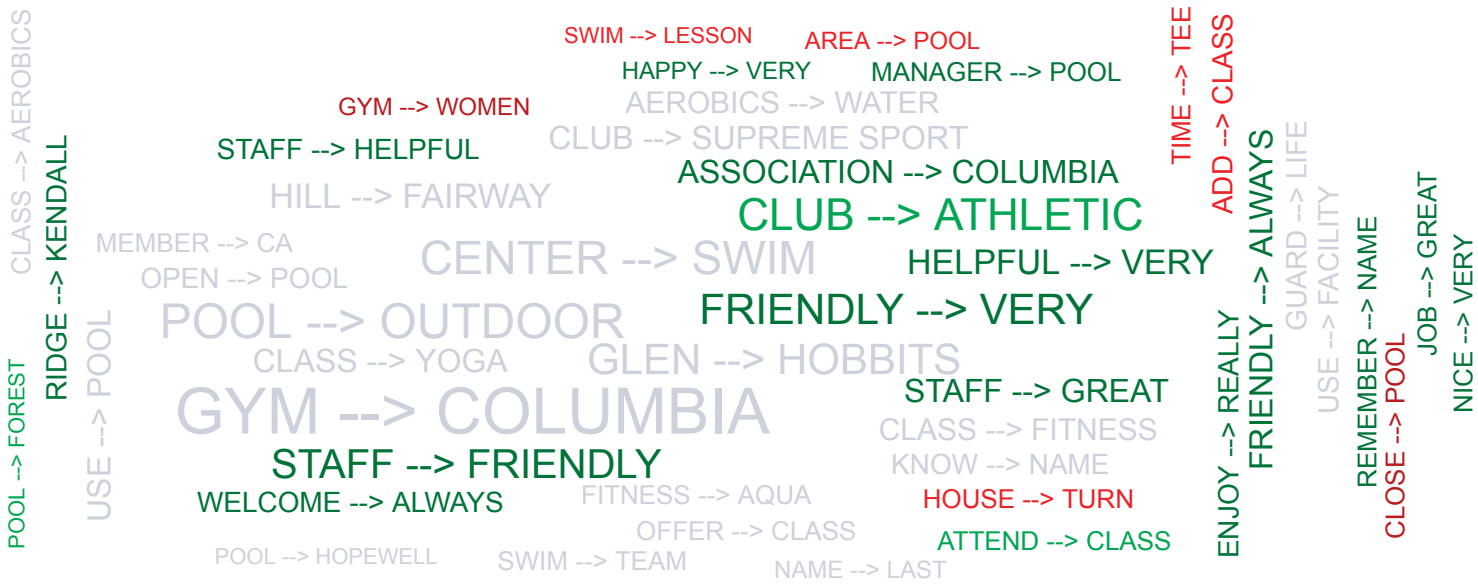 SWIM --> LESSON
AREA --> POOL
HAPPY --> VERY
MANAGER --> POOL
GYM --> WOMEN
AEROBICS --> WATER
STAFF --> HELPFUL
CLUB --> SUPREME SPORT
ASSOCIATION --> COLUMBIA
HILL --> FAIRWAY
CLUB --> ATHLETIC
MEMBER --> CA
CENTER --> SWIM
HELPFUL --> VERY
OPEN --> POOL
POOL --> OUTDOOR
FRIENDLY --> VERY
CLASS --> YOGA
GLEN --> HOBBITS
GYM --> COLUMBIA
STAFF --> GREAT
CLASS --> FITNESS
STAFF --> FRIENDLY
KNOW --> NAME
WELCOME --> ALWAYS
FITNESS --> AQUA
HOUSE --> TURN
OFFER --> CLASS
ATTEND --> CLASS
POOL --> HOPEWELL
SWIM --> TEAM
NAME --> LAST
CLASS --> AEROBICS
POOL --> FOREST
RIDGE --> KENDALL
USE --> POOL
TIME --> TEE
ADD --> CLASS
ENJOY --> REALLY
FRIENDLY --> ALWAYS
GUARD --> LIFE
USE --> FACILITY
REMEMBER --> NAME
CLOSE --> POOL
JOB --> GREAT
NICE --> VERY